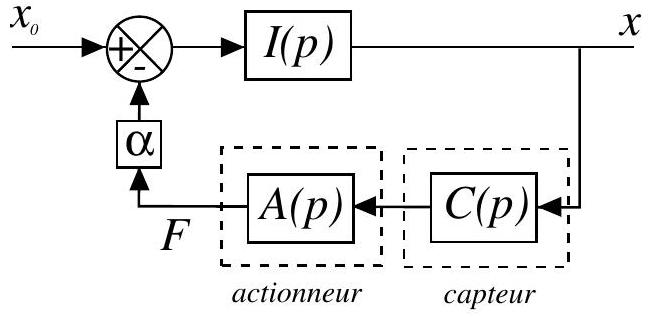 x₀
x
+
-
I(p)
α
A(p)
C(p)
F
actionneur
capteur